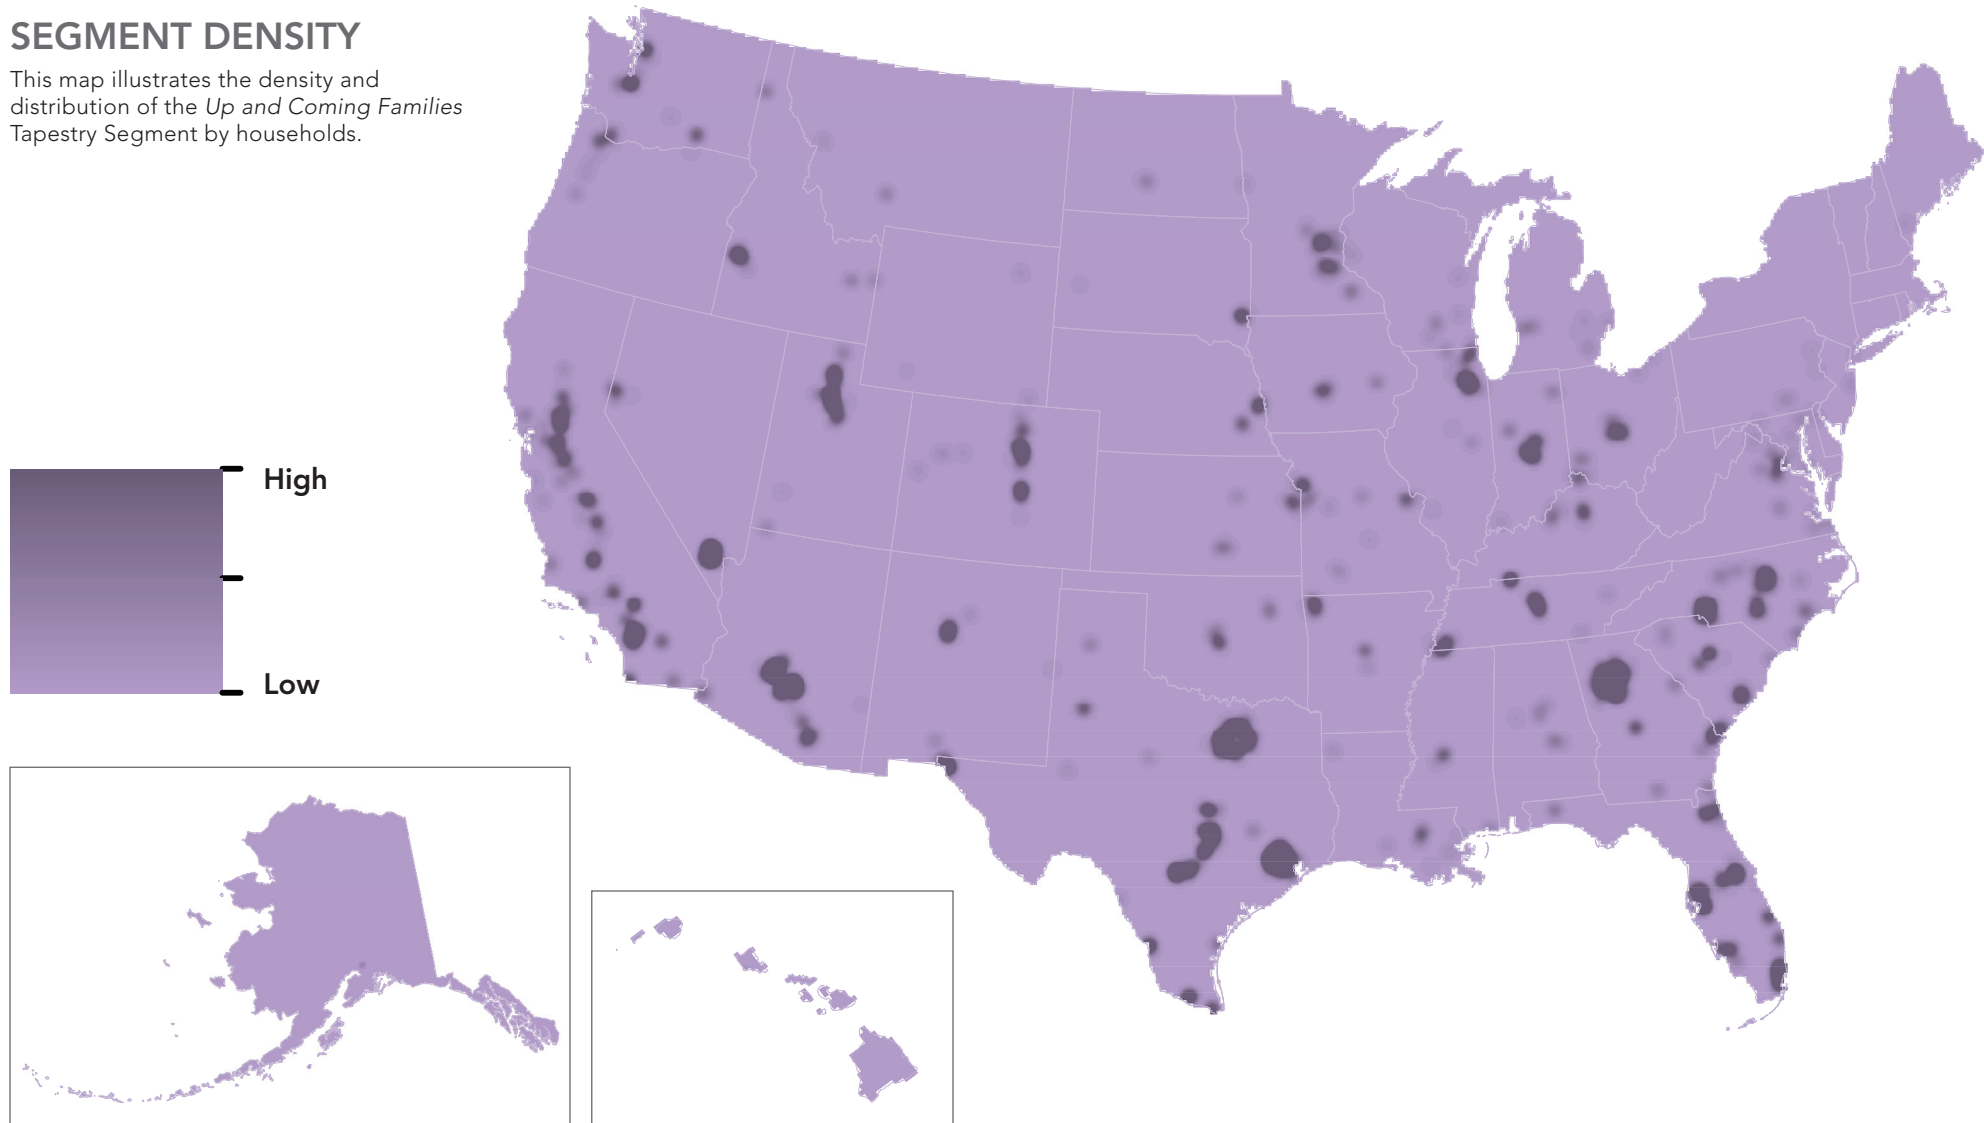 SEGMENT DENSITY
This map illustrates the density and
distribution of the Up and Coming Families
Tapestry Segment by households.
High
Low